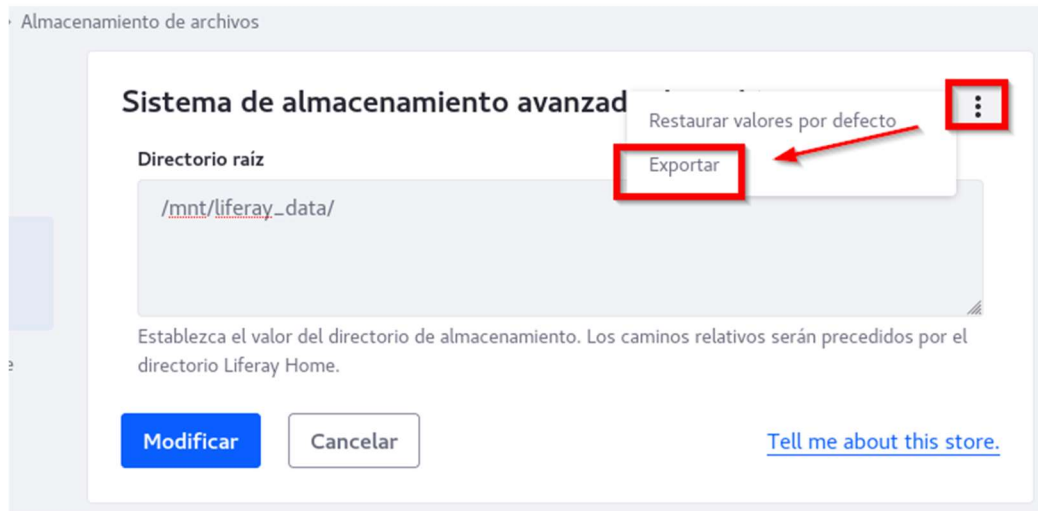 Almacenamiento de archivos
Sistema de almacenamiento avanzad
Restaurar valores por defecto
Exportar
Directorio raíz
/mnt/liferay_data/
Establezca el valor del directorio de almacenamiento. Los caminos relativos serán precedidos por el
directorio Liferay Home.
Modificar
Cancelar
Tell me about this store.